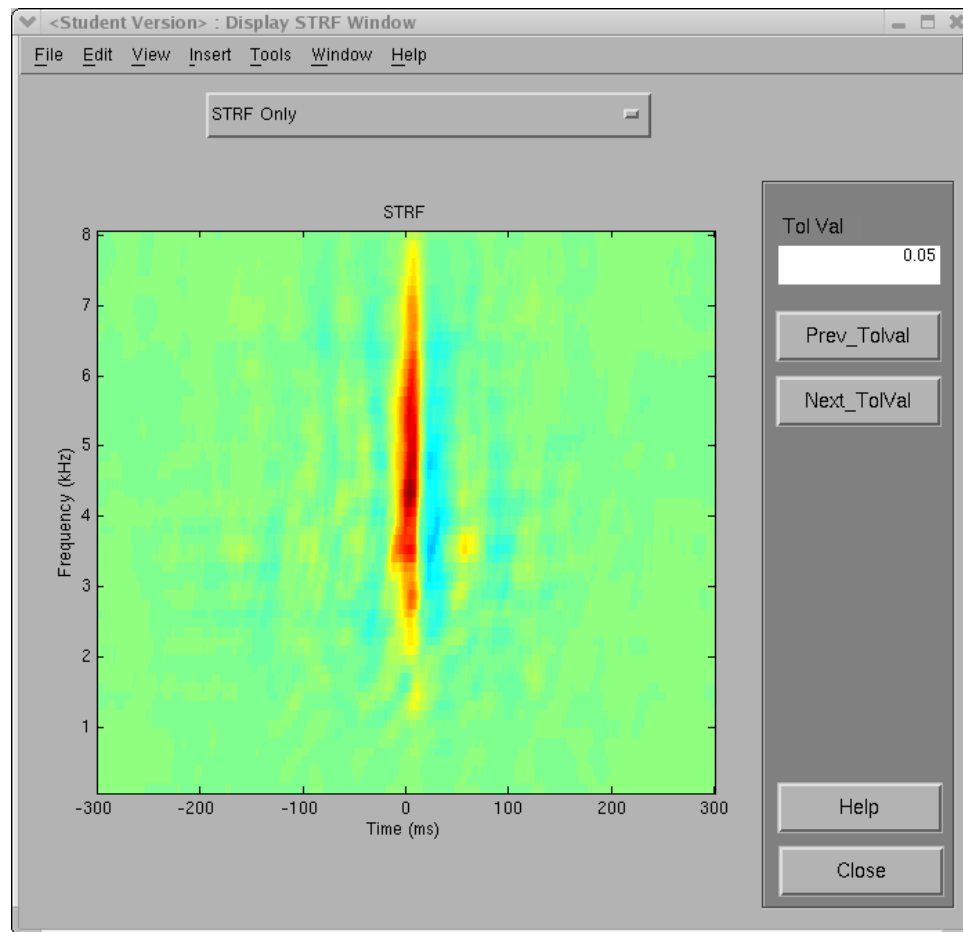 <Student Version> : Display STRF Window
File Edit View Insert Tools Window Help
STRF Only
STRF
Tol Val
0.05
Prev_Tolval
Next_TolVal
8
7
6
5
4
3
2
1
Frequency (kHz)
-300 -200 -100 0 100 200 300
Time (ms)
Help
Close